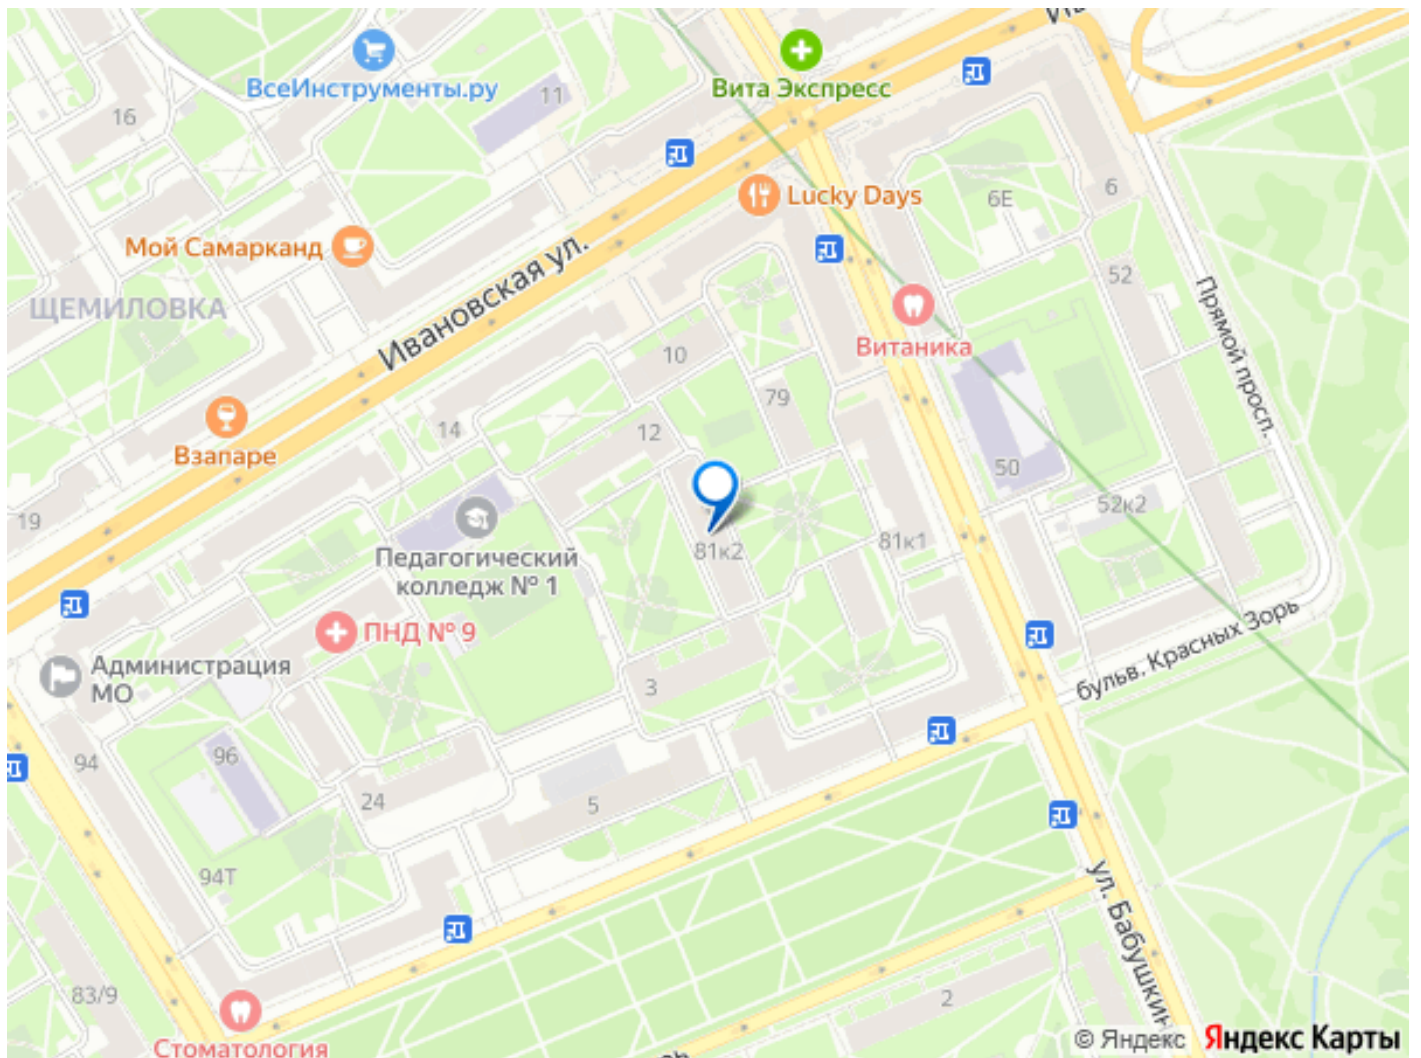 ВсеИнструменты.ру
11
16
Вита Экспресс
6Е
6
Lucky Days
Мой Самарканд
ЩЕМИЛОВКА
Ивановская ул.
52
Прямой просп.
Витаника
10
79
14
12
Взапаре
50
19
52к2
Педагогический
колледж № 1
81к2
81к1
ПНД № 9
бульв. Красных Зорь
Администрация
МО
3
94
96
24
5
94Т
ул. Бабушкин
83/9
2
Стоматология
© Яндекс Яндекс Карты